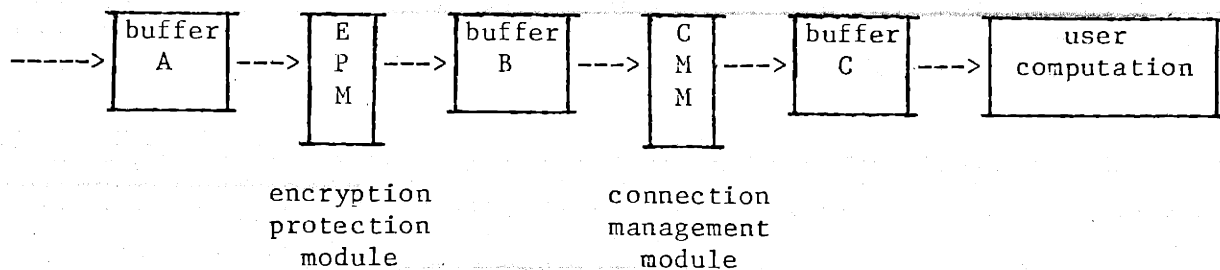 buffer E buffer C buffer user
-----> A ---> P ---> B ---> M ---> C ---> computation
M M
encryption connection
protection management
module module